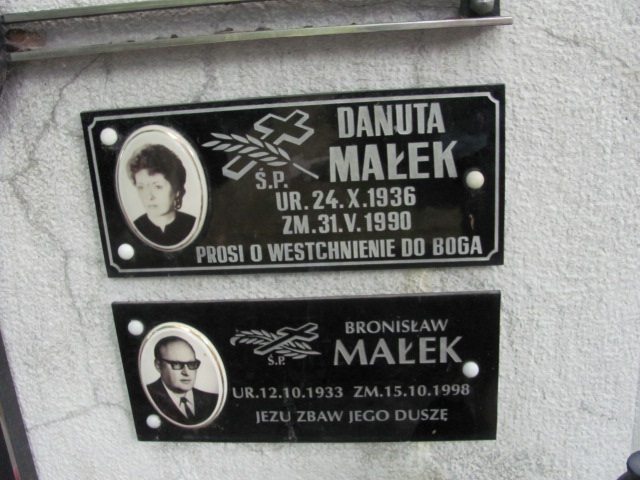 DANUTA
MAŁEK
Ś.P.
UR. 24.X.1936
ZM. 31.V. 1990
PROSI O WESTCHNIENIE DO BOGA
BRONISŁAW
MAŁEK
Ś.P.
UR.12.10.1933 ZM.15.10.1998
JEZU ZBAW JEGO DUSZĘ